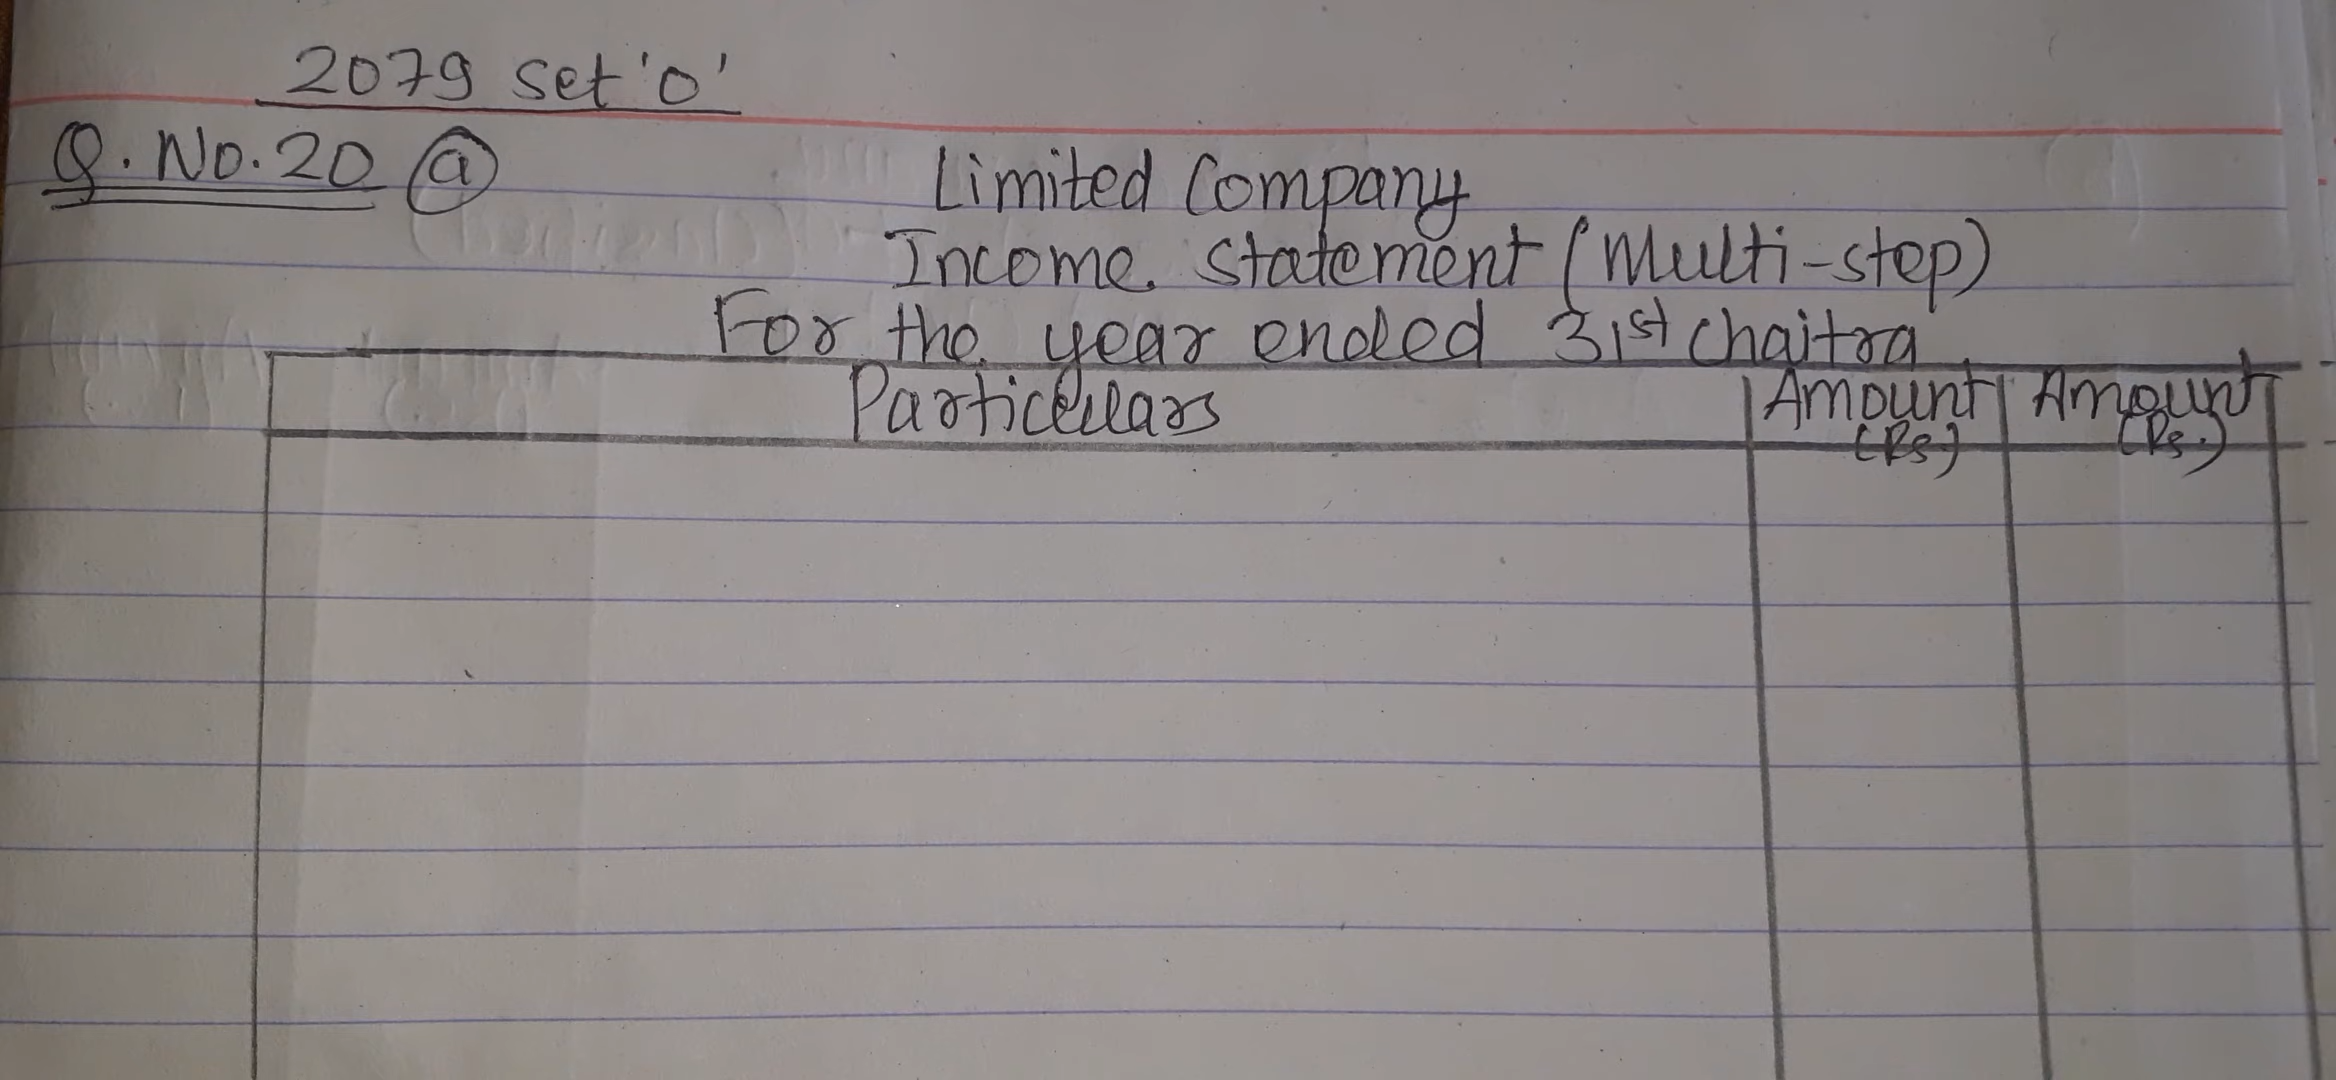 2079 set 'O'
Q. No. 20 (a)
Limited Company
Income Statement (Multi-step)
For the year ended 31st Chaitra
Particulars Amount (Rs) Amount (Rs.)